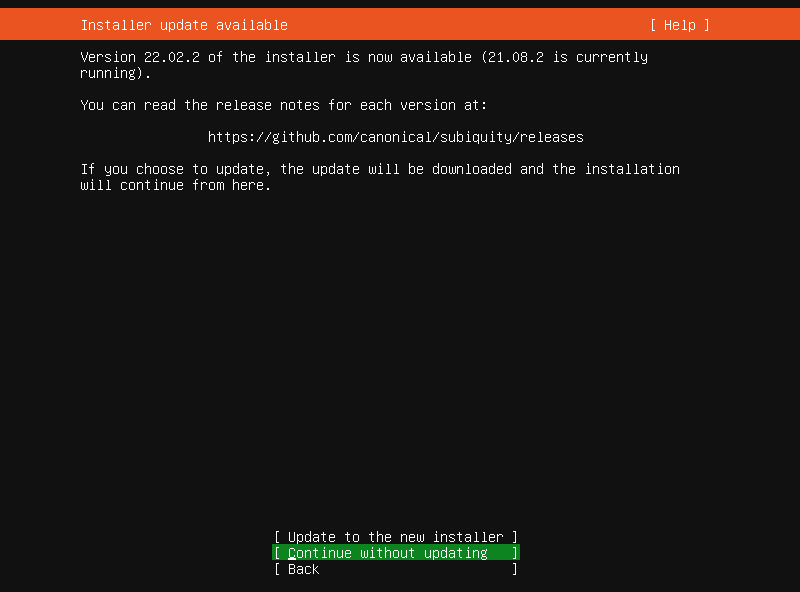 Installer update available [ Help ]
Version 22.02.2 of the installer is now available (21.08.2 is currently
running).
You can read the release notes for each version at:
https://github.com/canonical/subiquity/releases
If you choose to update, the update will be downloaded and the installation
will continue from here.
[ Update to the new installer ]
[ Continue without updating ]
[ Back ]